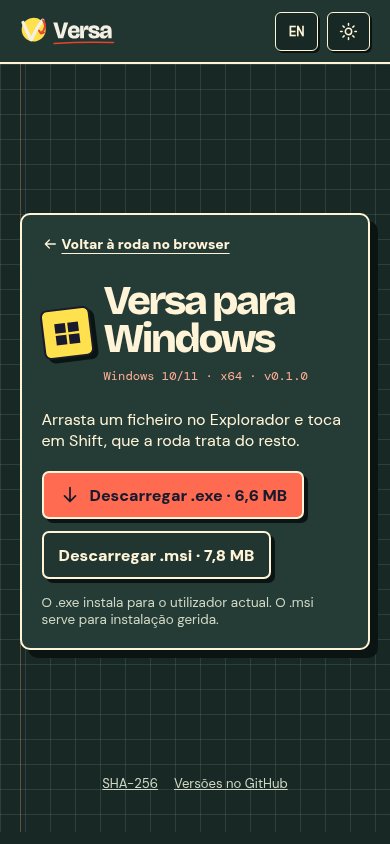 Versa
EN
← Voltar à roda no browser
Versa para
Windows
Windows 10/11 · x64 · v0.1.0
Arrasta um ficheiro no Explorador e toca
em Shift, que a roda trata do resto.
↓ Descarregar .exe · 6,6 MB
Descarregar .msi · 7,8 MB
O .exe instala para o utilizador actual. O .msi
serve para instalação gerida.
SHA-256 Versões no GitHub